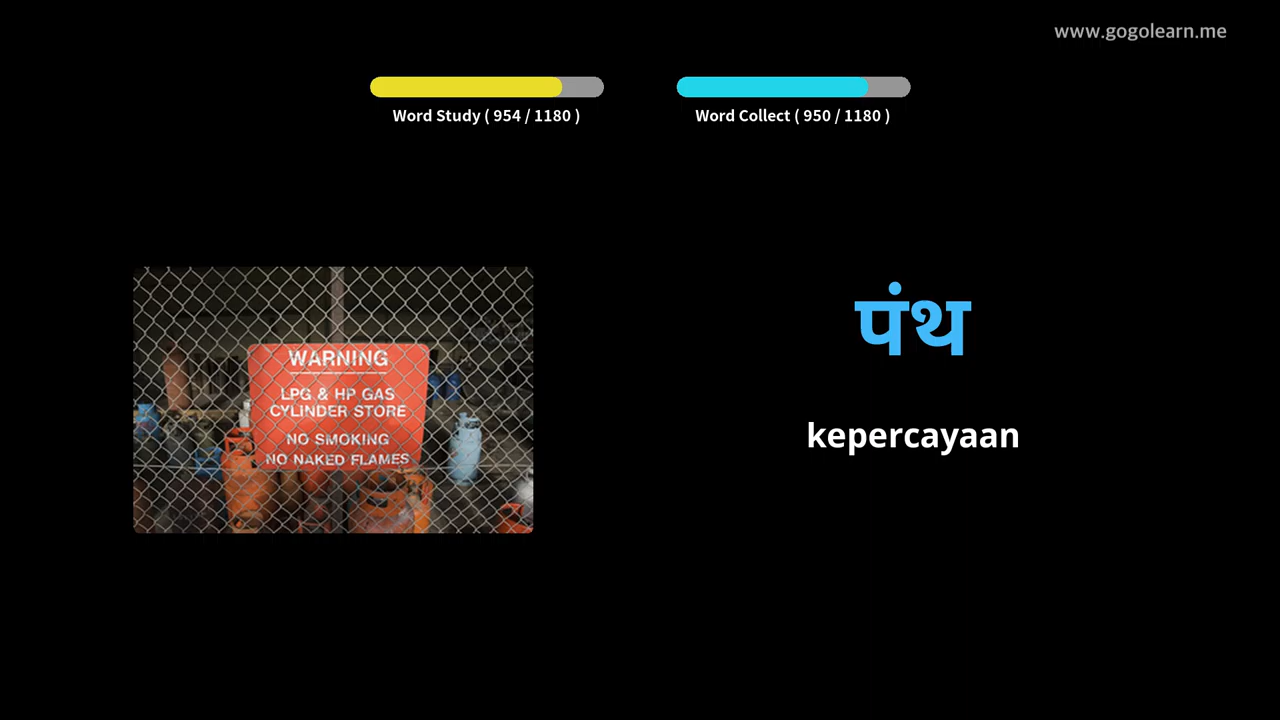 www.gogolearn.me
Word Study ( 954 / 1180 )
Word Collect ( 950 / 1180 )
WARNING
LPG & HP GAS
CYLINDER STORE
NO SMOKING
NO NAKED FLAMES
पंथ
kepercayaan